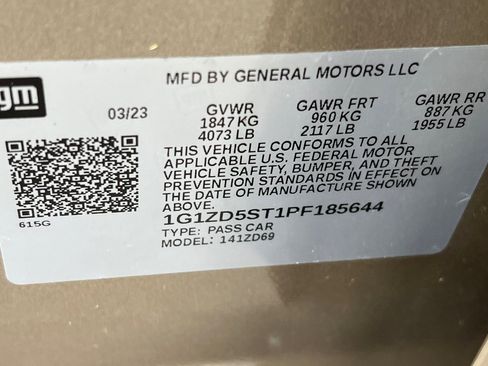 gm
MFD BY GENERAL MOTORS LLC
03/23 GVWR GAWR FRT GAWR RR
1847 KG 960 KG 887 KG
4073 LB 2117 LB 1955 LB
THIS VEHICLE CONFORMS TO ALL
APPLICABLE U.S. FEDERAL MOTOR
VEHICLE SAFETY, BUMPER, AND THEFT
PREVENTION STANDARDS IN EFFECT ON
THE DATE OF MANUFACTURE SHOWN
ABOVE.
1G1ZD5ST1PF185644
TYPE: PASS CAR
MODEL: 141ZD69
615G